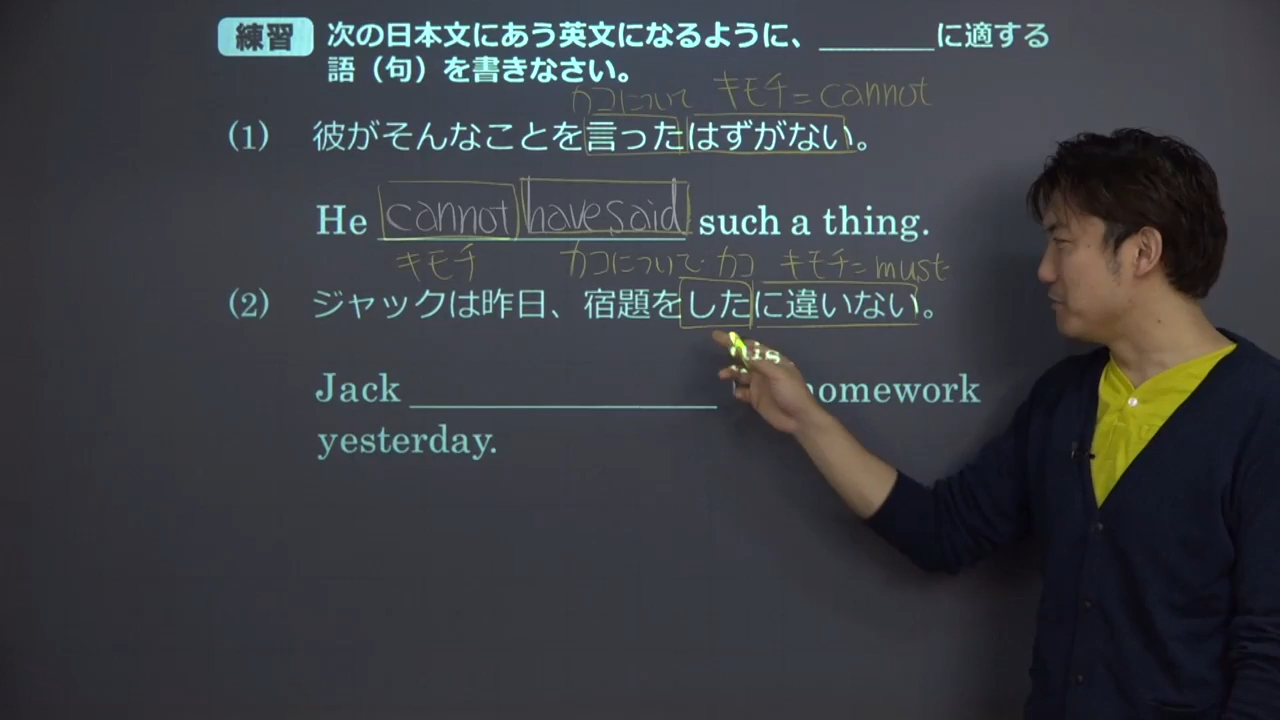 練習 次の日本文にあう英文になるように、________に適する
語(句)を書きなさい。
カコについて キモチ=cannot
(1) 彼がそんなことを言ったはずがない。
He cannot have said such a thing.
キモチ カコについて・カコ キモチ=must
(2) ジャックは昨日、宿題をしたに違いない。
his
Jack ________ homework
yesterday.